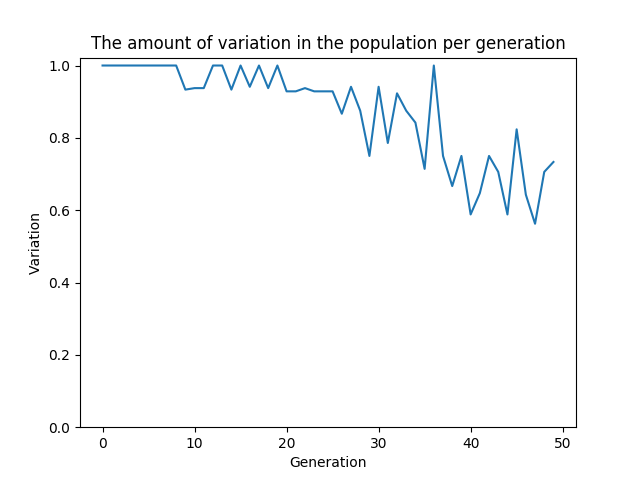 The amount of variation in the population per generation
1.0
0.8
0.6
0.4
0.2
0.0
Variation
0 10 20 30 40 50
Generation